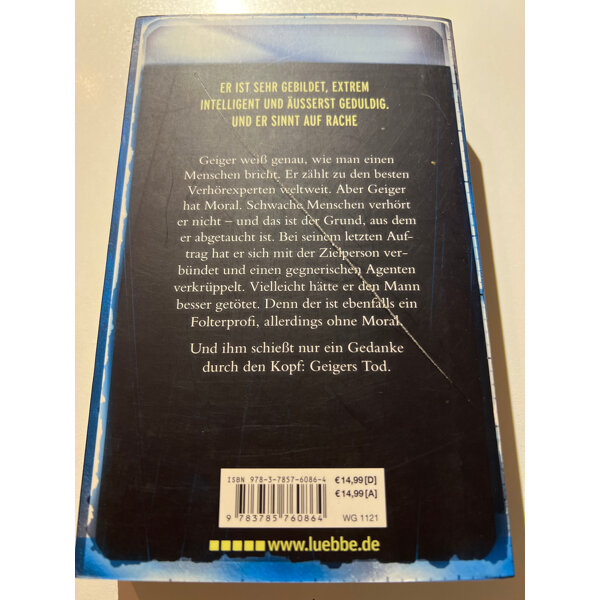 ER IST SEHR GEBILDET, EXTREM
INTELLIGENT UND ÄUSSERST GEDULDIG.
UND ER SINNT AUF RACHE
Geiger weiß genau, wie man einen
Menschen bricht. Er zählt zu den besten
Verhörexperten weltweit. Aber Geiger
hat Moral. Schwache Menschen verhört
er nicht – und das ist der Grund, aus dem
er abgetaucht ist. Bei seinem letzten Auf-
trag hat er sich mit der Zielperson ver-
bündet und einen gegnerischen Agenten
verkrüppelt. Vielleicht hätte er den Mann
besser getötet. Denn der ist ebenfalls ein
Folterprofi, allerdings ohne Moral.
Und ihm schießt nur ein Gedanke
durch den Kopf: Geigers Tod.
ISBN 978-3-7857-6086-4
€ 14,99 [D]
€ 14,99 [A]
9 783785 760864
WG 1121
www.luebbe.de